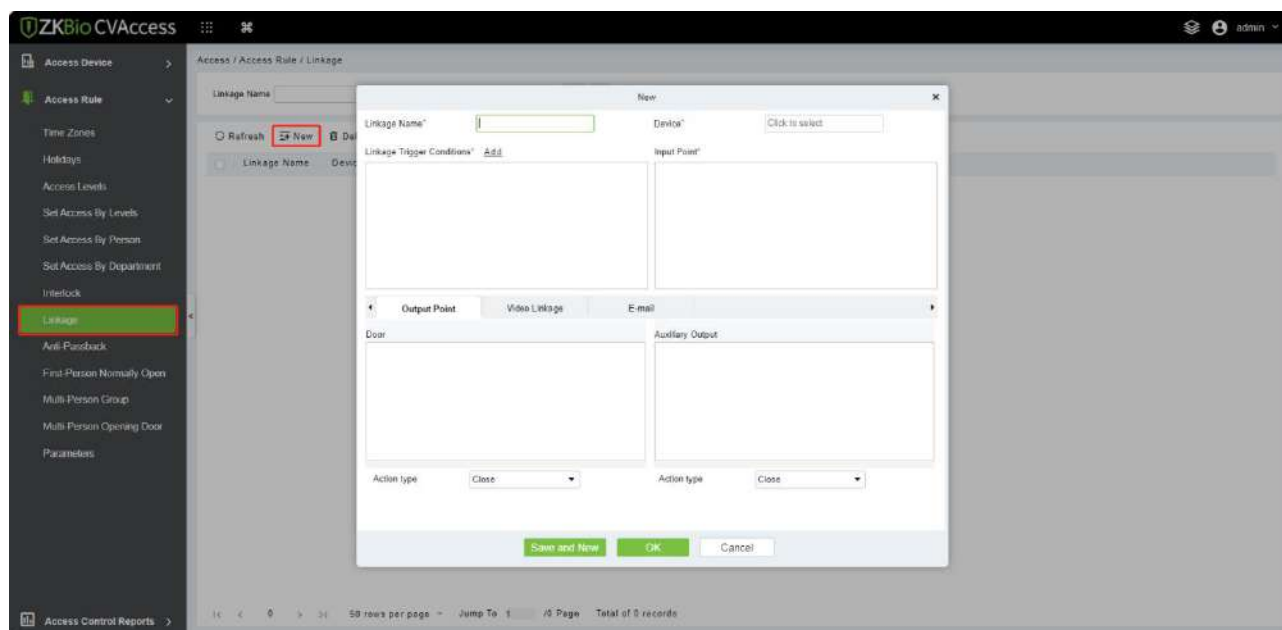 ZKBio CVAccess
admin
Access Device
Access / Access Rule / Linkage
Access Rule
Linkage Name
New
Linkage Name*
Device*
Click to select
Time Zones
Refresh
New
Del
Linkage Trigger Conditions*
Add
Input Point*
Holidays
Linkage Name
Devic
Access Levels
Set Access By Levels
Set Access By Person
Set Access By Department
Interlock
Linkage
Output Point
Video Linkage
E-mail
Door
Auxiliary Output
Anti-Passback
First-Person Normally Open
Multi-Person Group
Multi-Person Opening Door
Parameters
Action type
Close
Action type
Close
Save and New
OK
Cancel
Access Control Reports
0
50 rows per page
Jump To 1 /0 Page
Total of 0 records